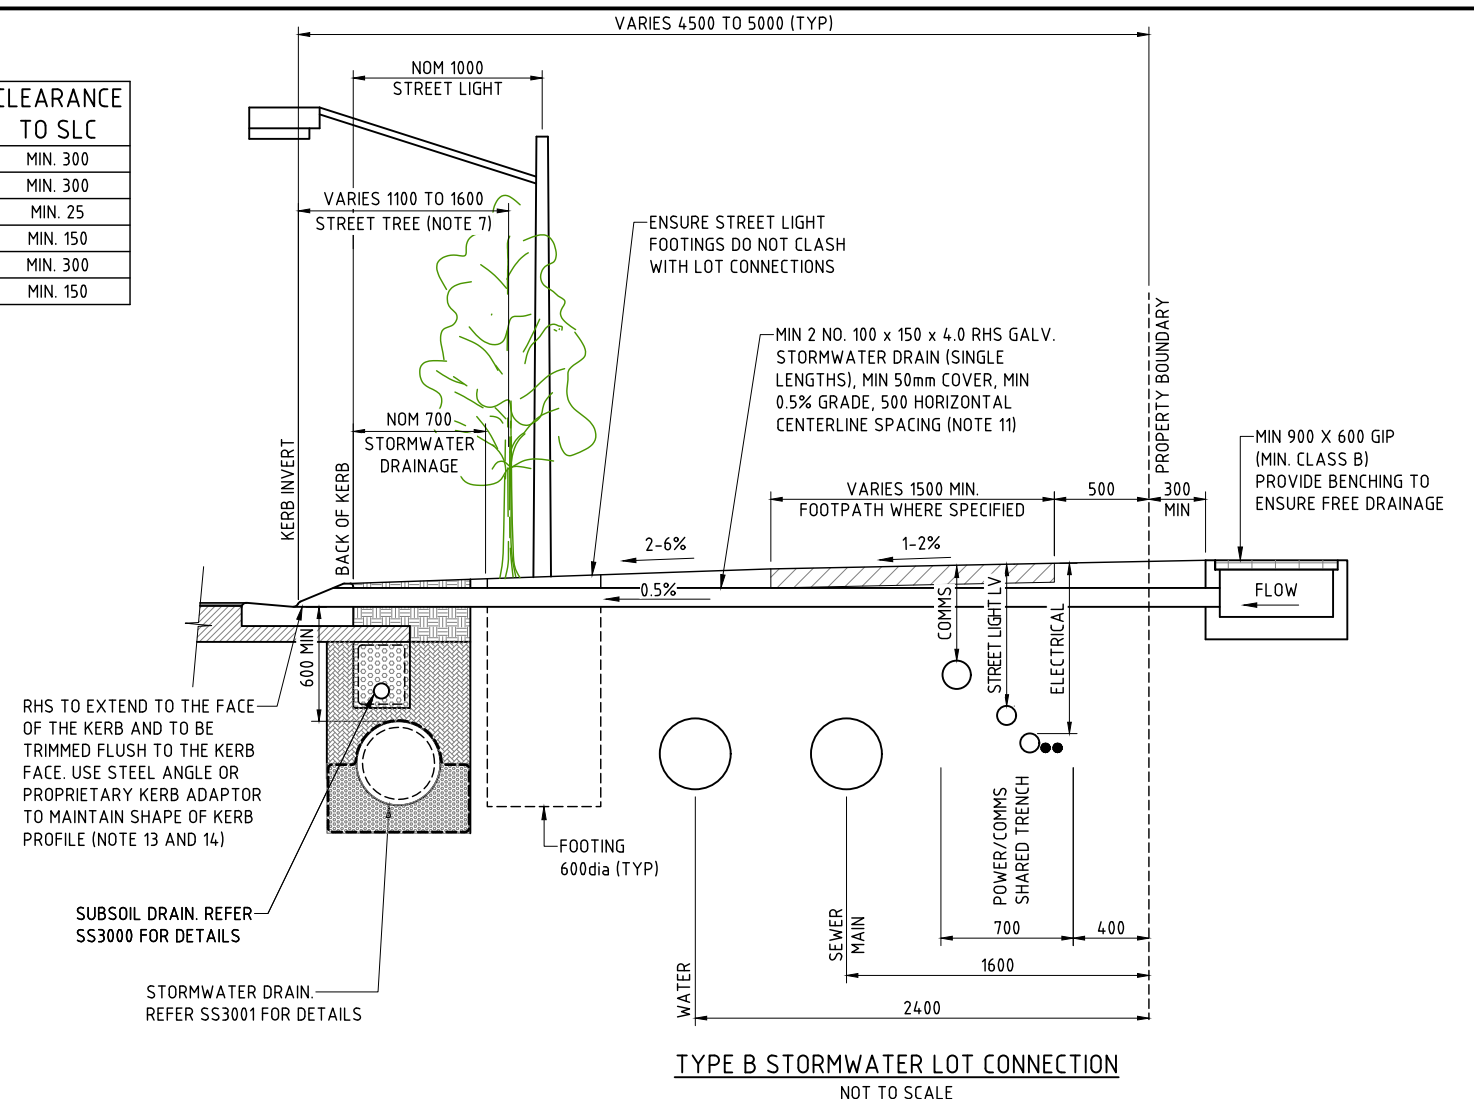 VARIES 4500 TO 5000 (TYP)
NOM 1000
STREET LIGHT
CLEARANCE
TO SLC
MIN. 300
MIN. 300
MIN. 25
MIN. 150
MIN. 300
MIN. 150
VARIES 1100 TO 1600
STREET TREE (NOTE 7)
ENSURE STREET LIGHT
FOOTINGS DO NOT CLASH
WITH LOT CONNECTIONS
MIN 2 NO. 100 x 150 x 4.0 RHS GALV.
STORMWATER DRAIN (SINGLE
LENGTHS), MIN 50mm COVER, MIN
0.5% GRADE, 500 HORIZONTAL
CENTERLINE SPACING (NOTE 11)
PROPERTY BOUNDARY
NOM 700
STORMWATER
DRAINAGE
KERB INVERT
BACK OF KERB
MIN 900 X 600 GIP
(MIN. CLASS B)
PROVIDE BENCHING TO
ENSURE FREE DRAINAGE
VARIES 1500 MIN.
FOOTPATH WHERE SPECIFIED
500
300
MIN
2-6%
1-2%
0.5%
FLOW
COMMS
STREET LIGHT LV
ELECTRICAL
600 MIN
RHS TO EXTEND TO THE FACE
OF THE KERB AND TO BE
TRIMMED FLUSH TO THE KERB
FACE. USE STEEL ANGLE OR
PROPRIETARY KERB ADAPTOR
TO MAINTAIN SHAPE OF KERB
PROFILE (NOTE 13 AND 14)
FOOTING
600dia (TYP)
POWER/COMMS
SHARED TRENCH
SUBSOIL DRAIN. REFER
SS3000 FOR DETAILS
SEWER
MAIN
700
400
1600
STORMWATER DRAIN.
REFER SS3001 FOR DETAILS
WATER
2400
TYPE B STORMWATER LOT CONNECTION
NOT TO SCALE